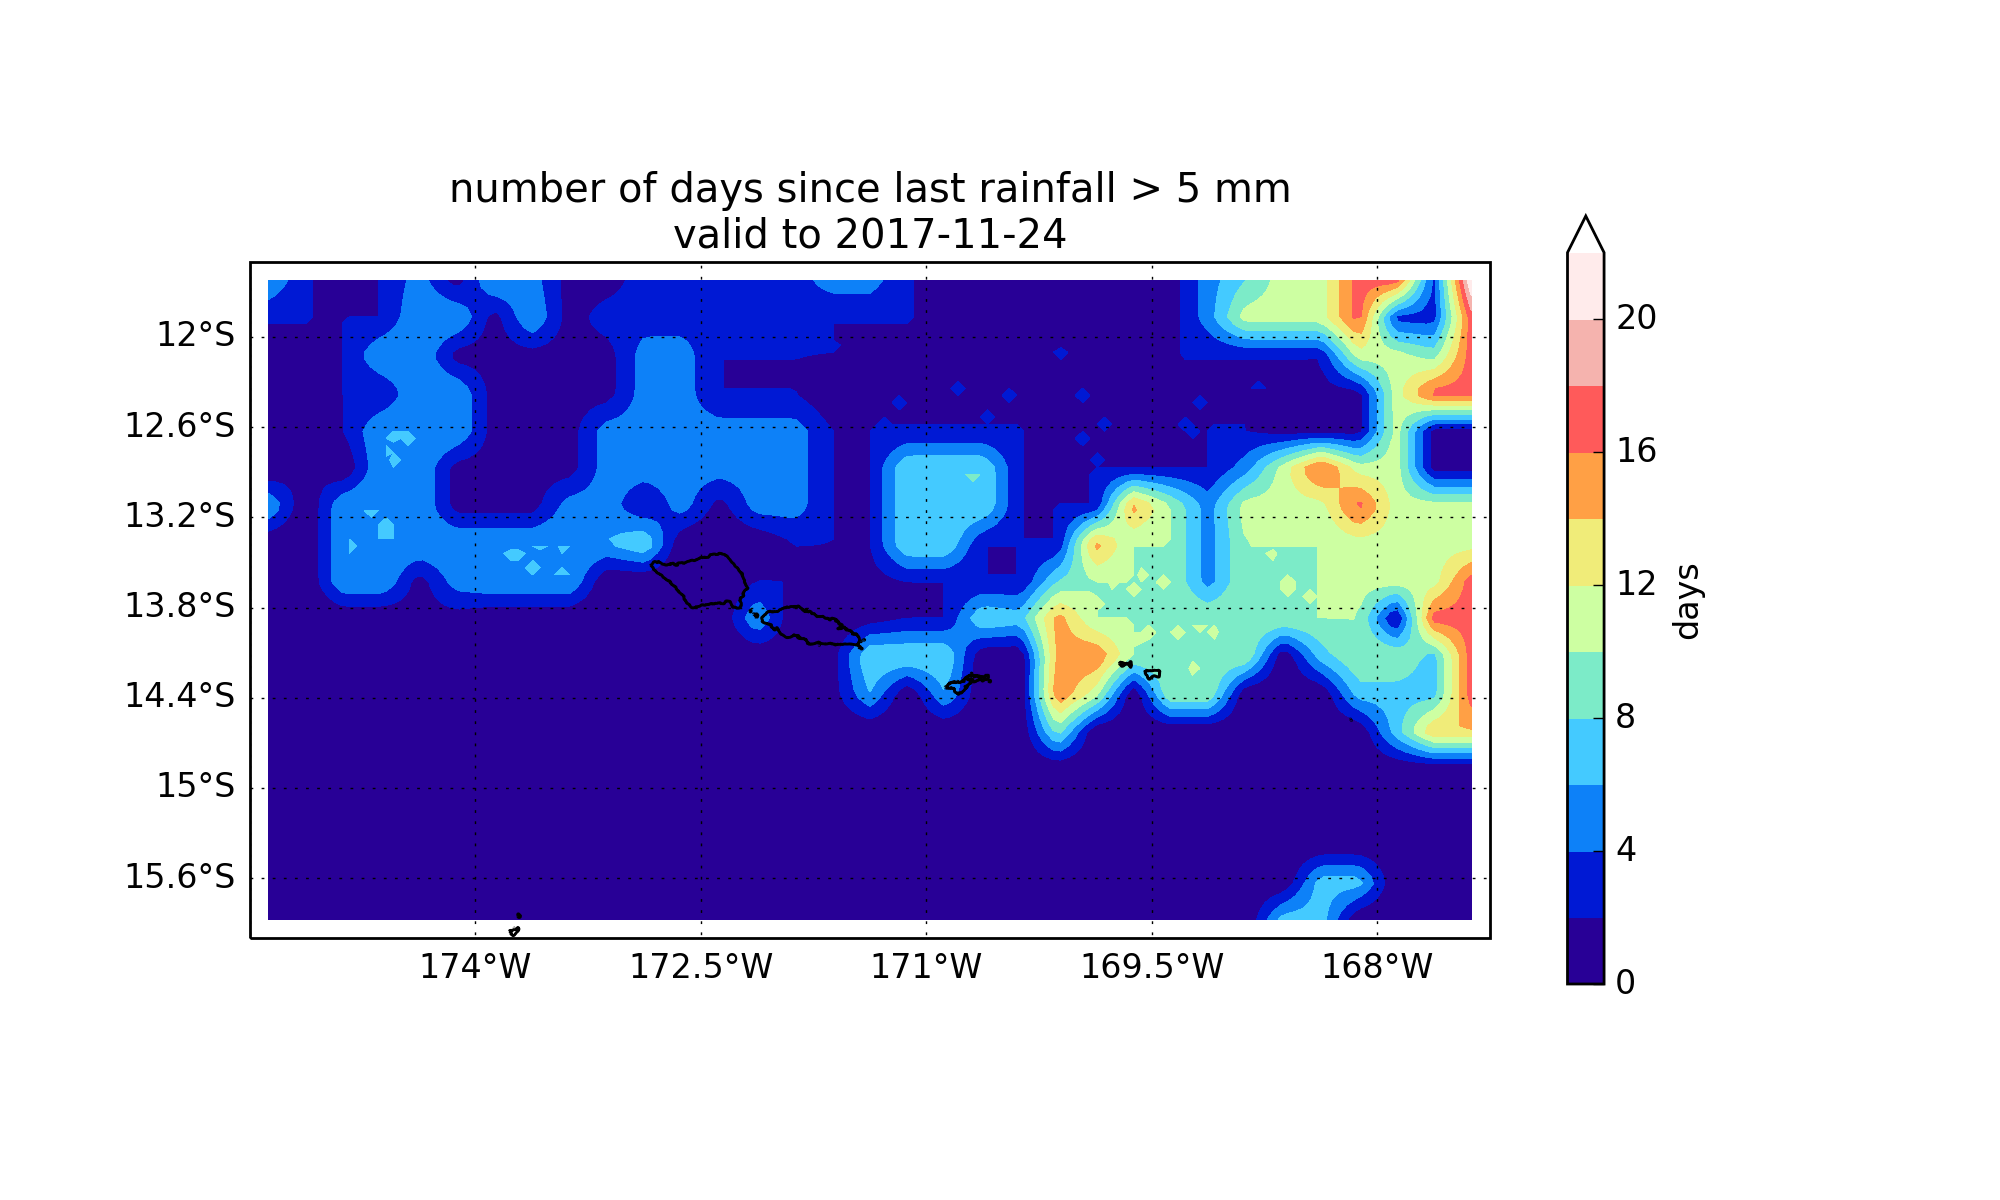 number of days since last rainfall > 5 mm
valid to 2017-11-24
12°S
12.6°S
13.2°S
13.8°S
14.4°S
15°S
15.6°S
174°W
172.5°W
171°W
169.5°W
168°W
20
16
12
8
4
0
days